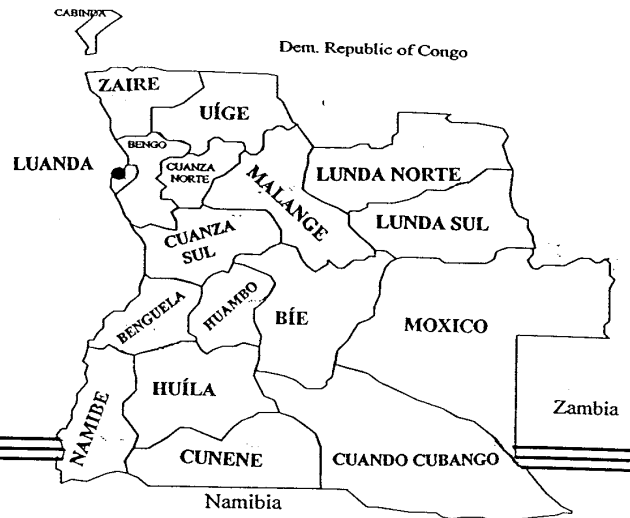 CABINDA
Dem. Republic of Congo
ZAIRE
UÍGE
BENGO
LUANDA
CUANZA
NORTE
MALANGE
LUNDA NORTE
LUNDA SUL
CUANZA
SUL
BENGUELA
HUAMBO
BÍE
MOXICO
HUÍLA
NAMIBE
Zambia
CUNENE
CUANDO CUBANGO
Namibia